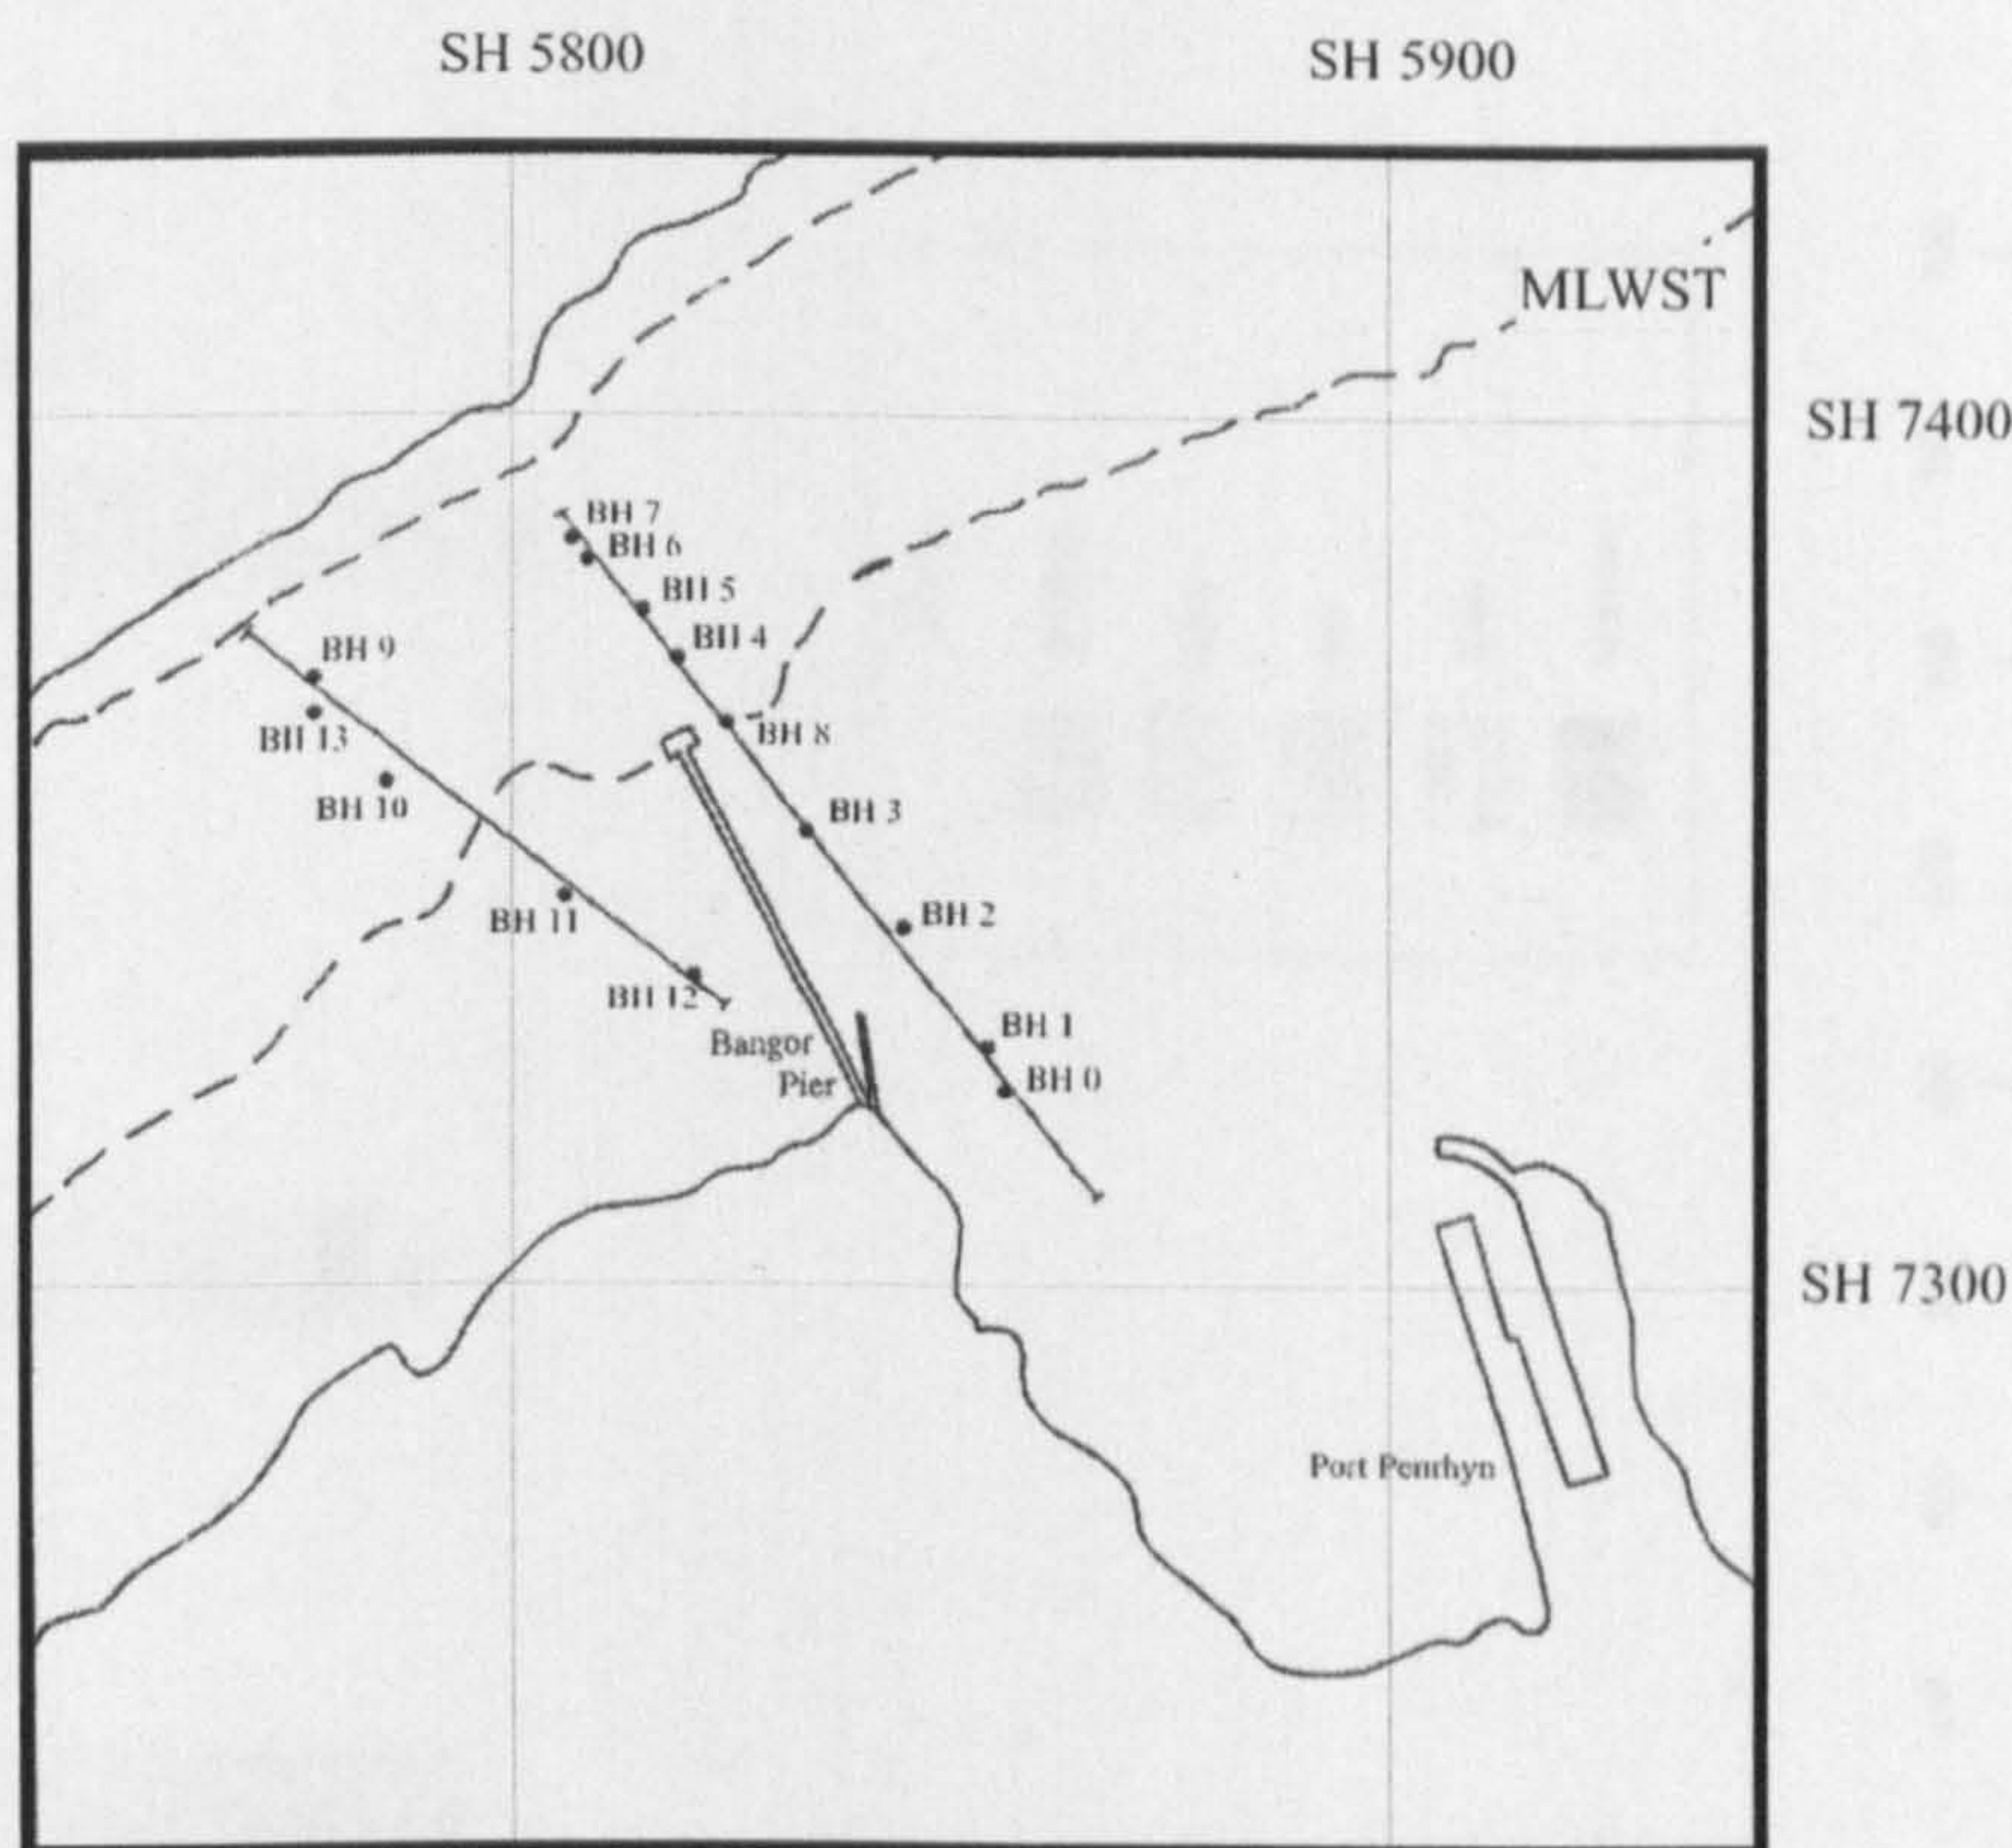 SH 5800
SH 5900
MLWST
SH 7400
BH 7
BH 6
BH 5
BH 4
BH 9
BH 13
BH 8
BH 10
BH 3
BH 11
BH 2
BH 12
BH 1
Bangor
Pier
BH 0
SH 7300
Port Penrhyn